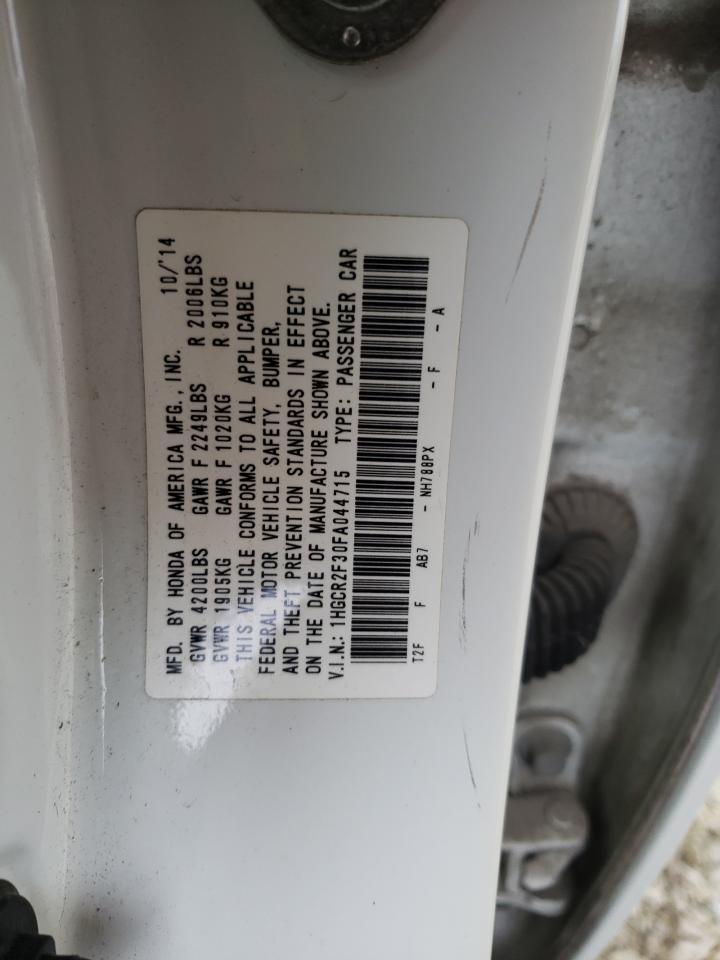 MFD. BY HONDA OF AMERICA MFG., INC. 10/'14
GVWR 4200LBS GAWR F 2249LBS R 2006LBS
GVWR 1905KG GAWR F 1020KG R 910KG
THIS VEHICLE CONFORMS TO ALL APPLICABLE
FEDERAL MOTOR VEHICLE SAFETY, BUMPER,
AND THEFT PREVENTION STANDARDS IN EFFECT
ON THE DATE OF MANUFACTURE SHOWN ABOVE.
V.I.N.: 1HGCR2F30FA044715 TYPE: PASSENGER CAR
T2F F AB7 - NH788PX - F - A